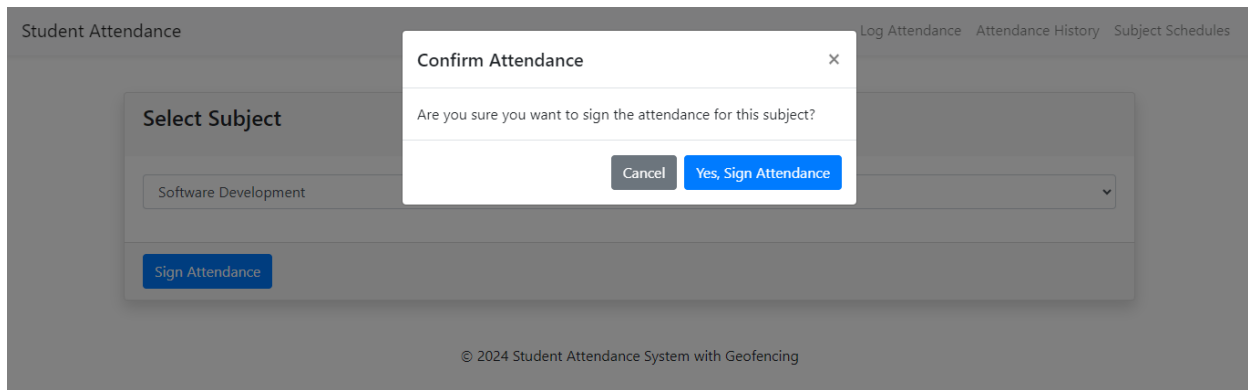 Student Attendance
Log Attendance Attendance History Subject Schedules
Confirm Attendance ×
Are you sure you want to sign the attendance for this subject?
Cancel Yes, Sign Attendance
Select Subject
Software Development
Sign Attendance
© 2024 Student Attendance System with Geofencing